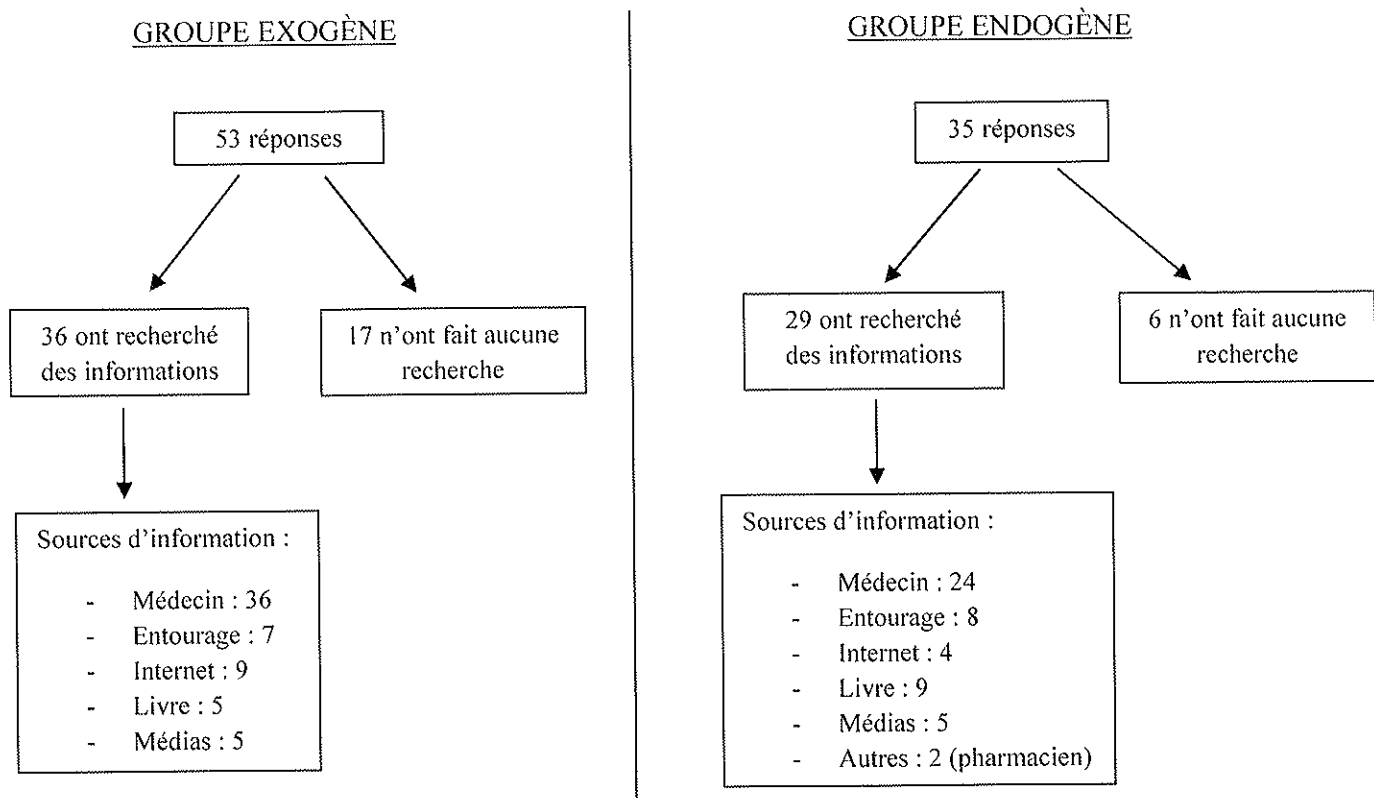 GROUPE EXOGÈNE
53 réponses
36 ont recherché
des informations
17 n'ont fait aucune
recherche
Sources d'information :
- Médecin : 36
- Entourage : 7
- Internet : 9
- Livre : 5
- Médias : 5
GROUPE ENDOGÈNE
35 réponses
29 ont recherché
des informations
6 n'ont fait aucune
recherche
Sources d'information :
- Médecin : 24
- Entourage : 8
- Internet : 4
- Livre : 9
- Médias : 5
- Autres : 2 (pharmacien)